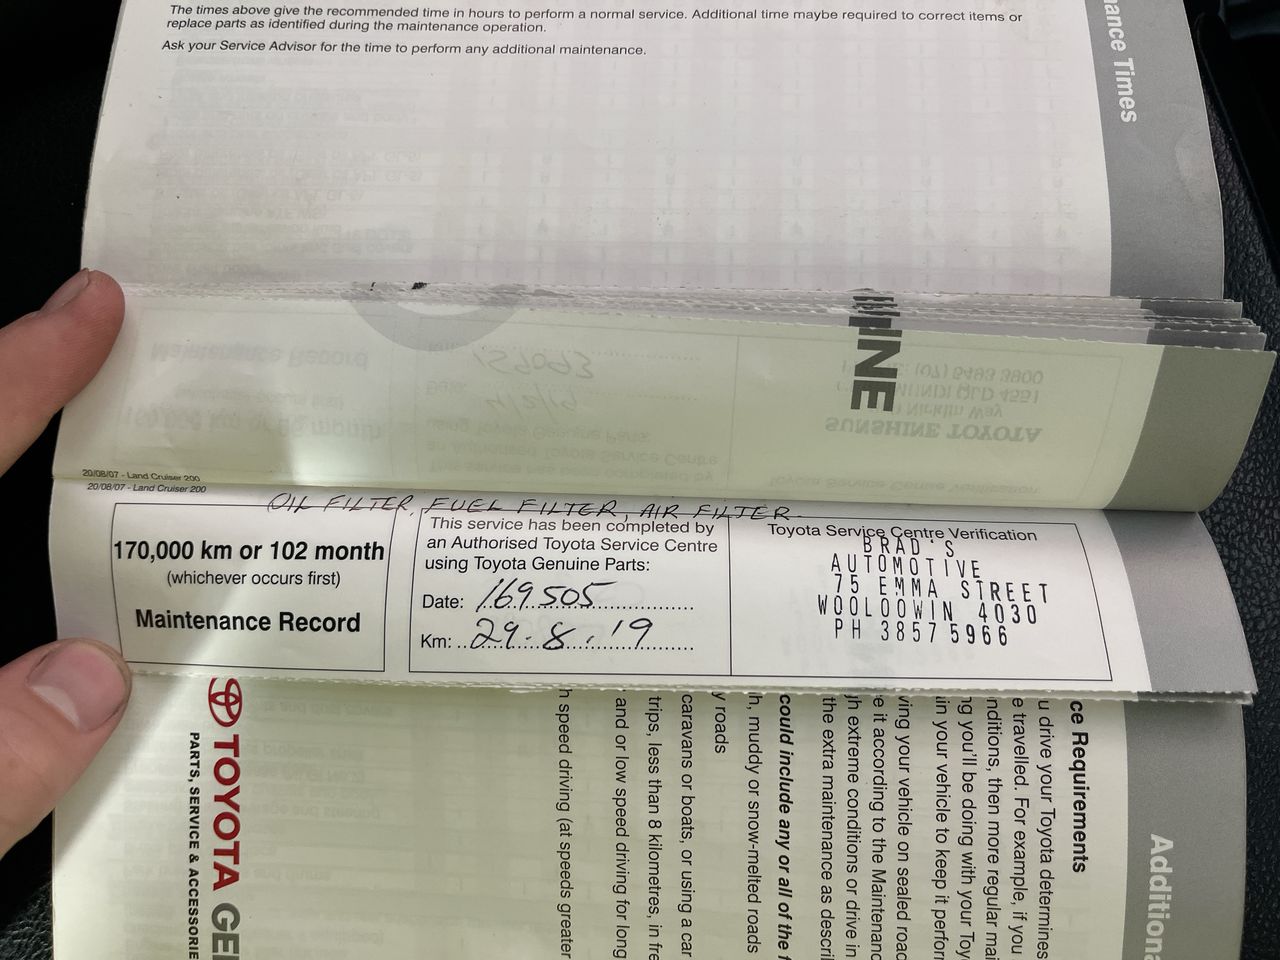 The times above give the recommended time in hours to perform a normal service. Additional time maybe required to correct items or
replace parts as identified during the maintenance operation.
Ask your Service Advisor for the time to perform any additional maintenance.
ance Times
NE
20/08/07 - Land Cruiser 200
20/08/07 - Land Cruiser 200
OIL FILTER, FUEL FILTER, AIR FILTER
170,000 km or 102 month
(whichever occurs first)
Maintenance Record
This service has been completed by
an Authorised Toyota Service Centre
using Toyota Genuine Parts:
Date: 169505
Km: 29.8.19
Toyota Service Centre Verification
BRAD'S
AUTOMOTIVE
75 EMMA STREET
WOOLOOWIN 4030
PH 3857 5966
TOYOTA GE
PARTS, SERVICE & ACCESSORIE
ce Requirements
u drive your Toyota determines
e travelled. For example, if you
nditions, then more regular mai
ng you'll be doing with your Toy
in your vehicle to keep it perfor
ving your vehicle on sealed road
e it according to the Maintenanc
gh extreme conditions or drive in
the extra maintenance as descri
could include any or all of the f
h, muddy or snow-melted roads
y roads
caravans or boats, or using a car
trips, less than 8 kilometres, in fre
and or low speed driving for long
h speed driving (at speeds greater
Additiona